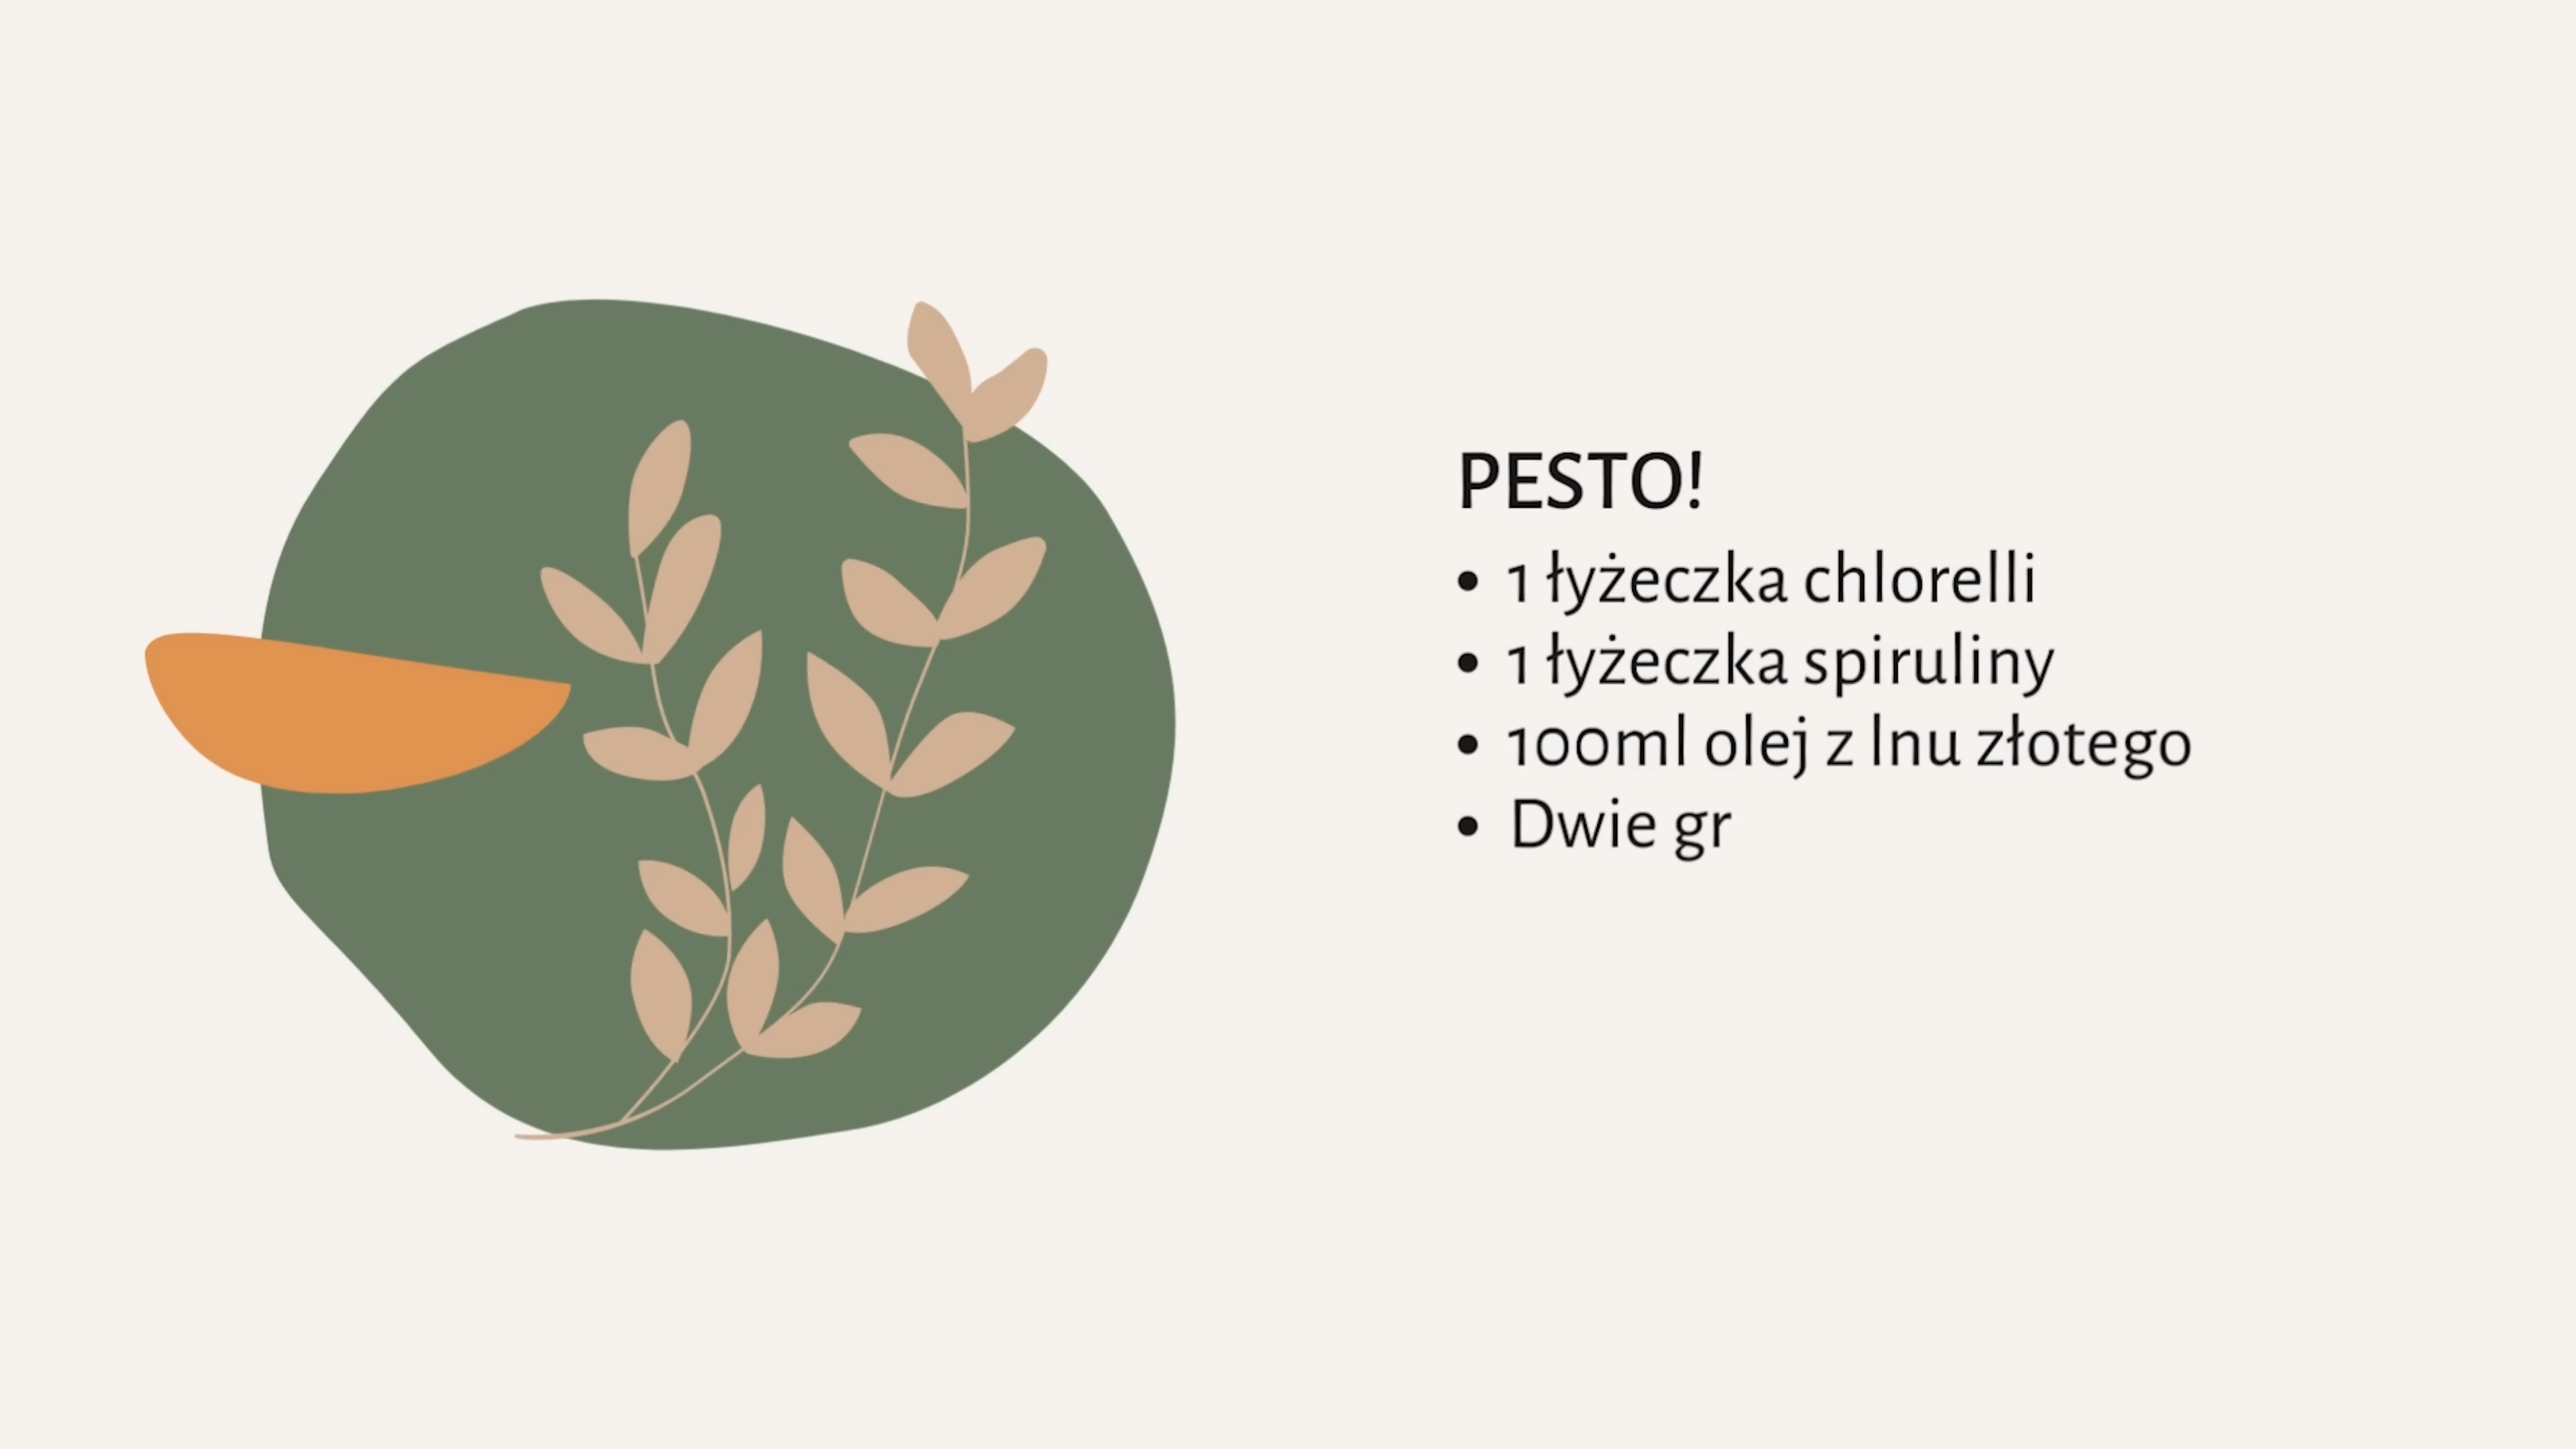 PESTO!
• 1 łyżeczka chlorelli
• 1 łyżeczka spiruliny
• 100ml olej z lnu złotego
• Dwie gr